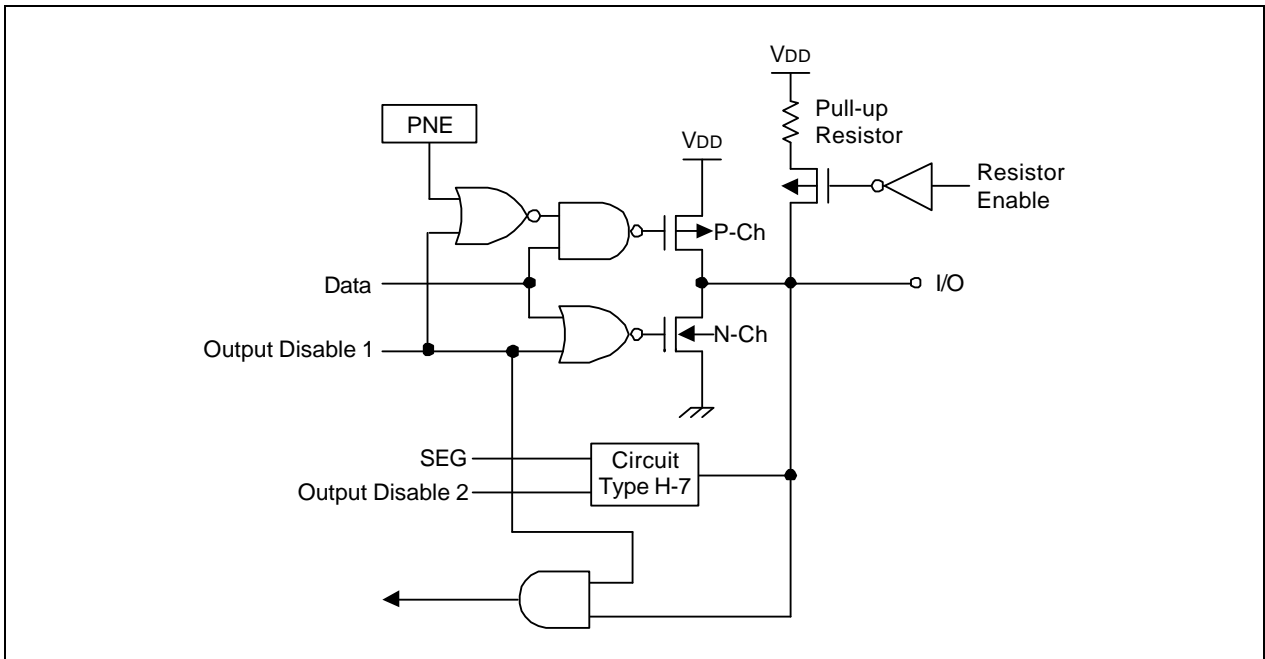 VDD
Pull-up
Resistor
PNE
VDD
Resistor
Enable
P-Ch
Data
I/O
N-Ch
Output Disable 1
SEG
Circuit
Type H-7
Output Disable 2